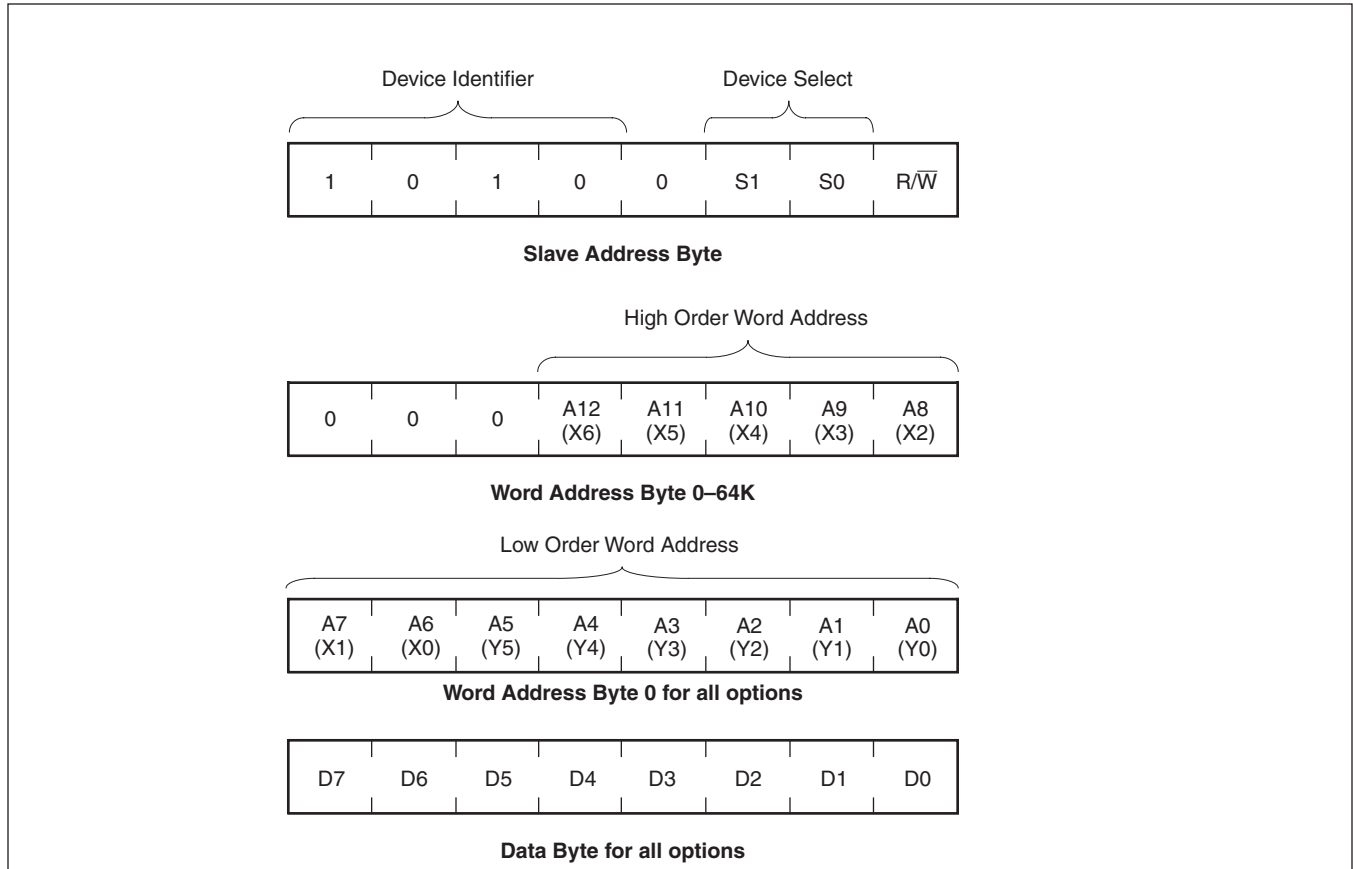 Device Identifier Device Select
1 0 1 0 0 S1 S0 R/W̅
Slave Address Byte
High Order Word Address
0 0 0 A12 A11 A10 A9 A8
(X6) (X5) (X4) (X3) (X2)
Word Address Byte 0–64K
Low Order Word Address
A7 A6 A5 A4 A3 A2 A1 A0
(X1) (X0) (Y5) (Y4) (Y3) (Y2) (Y1) (Y0)
Word Address Byte 0 for all options
D7 D6 D5 D4 D3 D2 D1 D0
Data Byte for all options